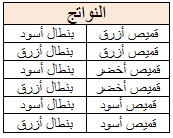 النواتج
قميص أزرق بنطال أسود
قميص أزرق بنطال أزرق
قميص أخضر بنطال أسود
قميص أخضر بنطال أزرق
قميص أسود بنطال أسود
قميص أسود بنطال أزرق